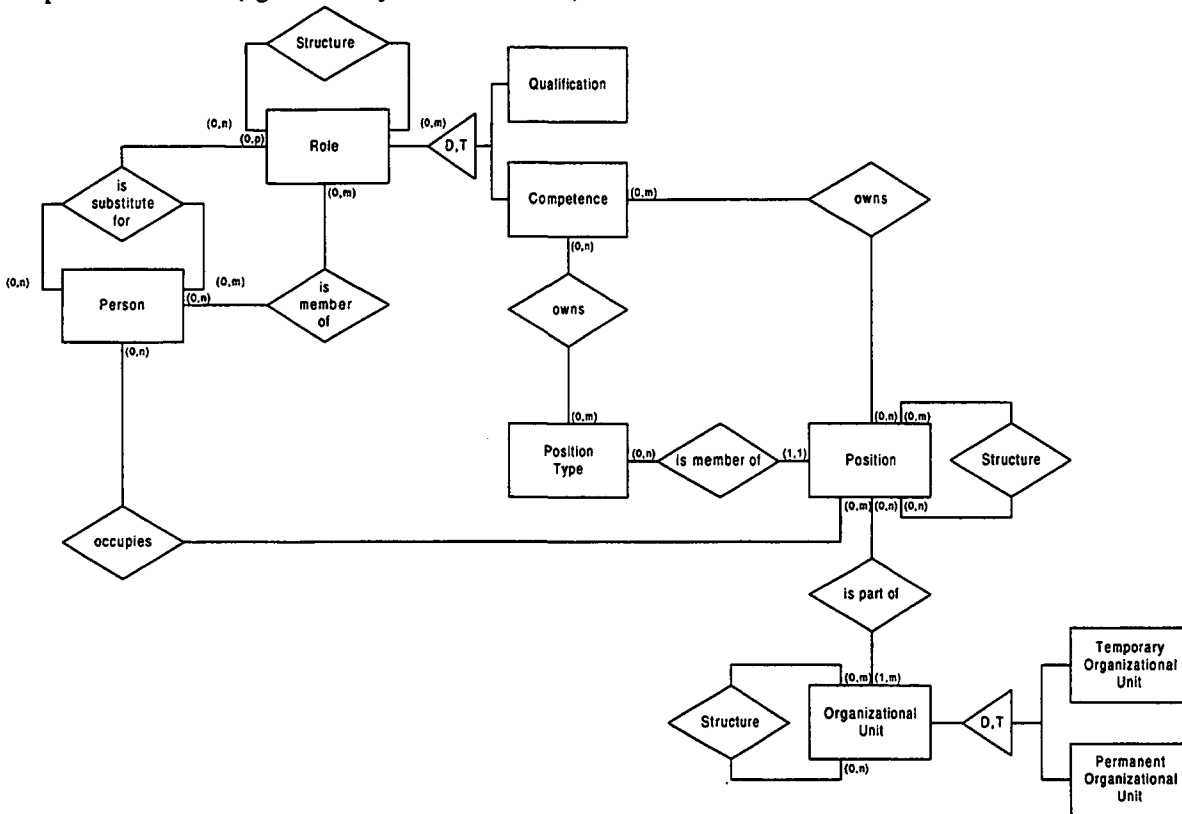 Structure
Qualification
(0,n)
(0,p)
Role
(0,m)
D,T
is
substitute
for
(0,m)
Competence
(0,m)
owns
(0,n)
(0,m)
(0,n)
Person
(0,n)
is
member
of
(0,n)
owns
(0,n)
(0,m)
(0,n)
(0,m)
Position
Type
(0,n)
is member of
(1,1)
Position
Structure
(0,m)
(0,n)
(0,n)
occupies
is part of
Temporary
Organizational
Unit
(0,m)
(1,m)
Structure
Organizational
Unit
D,T
(0,n)
Permanent
Organizational
Unit